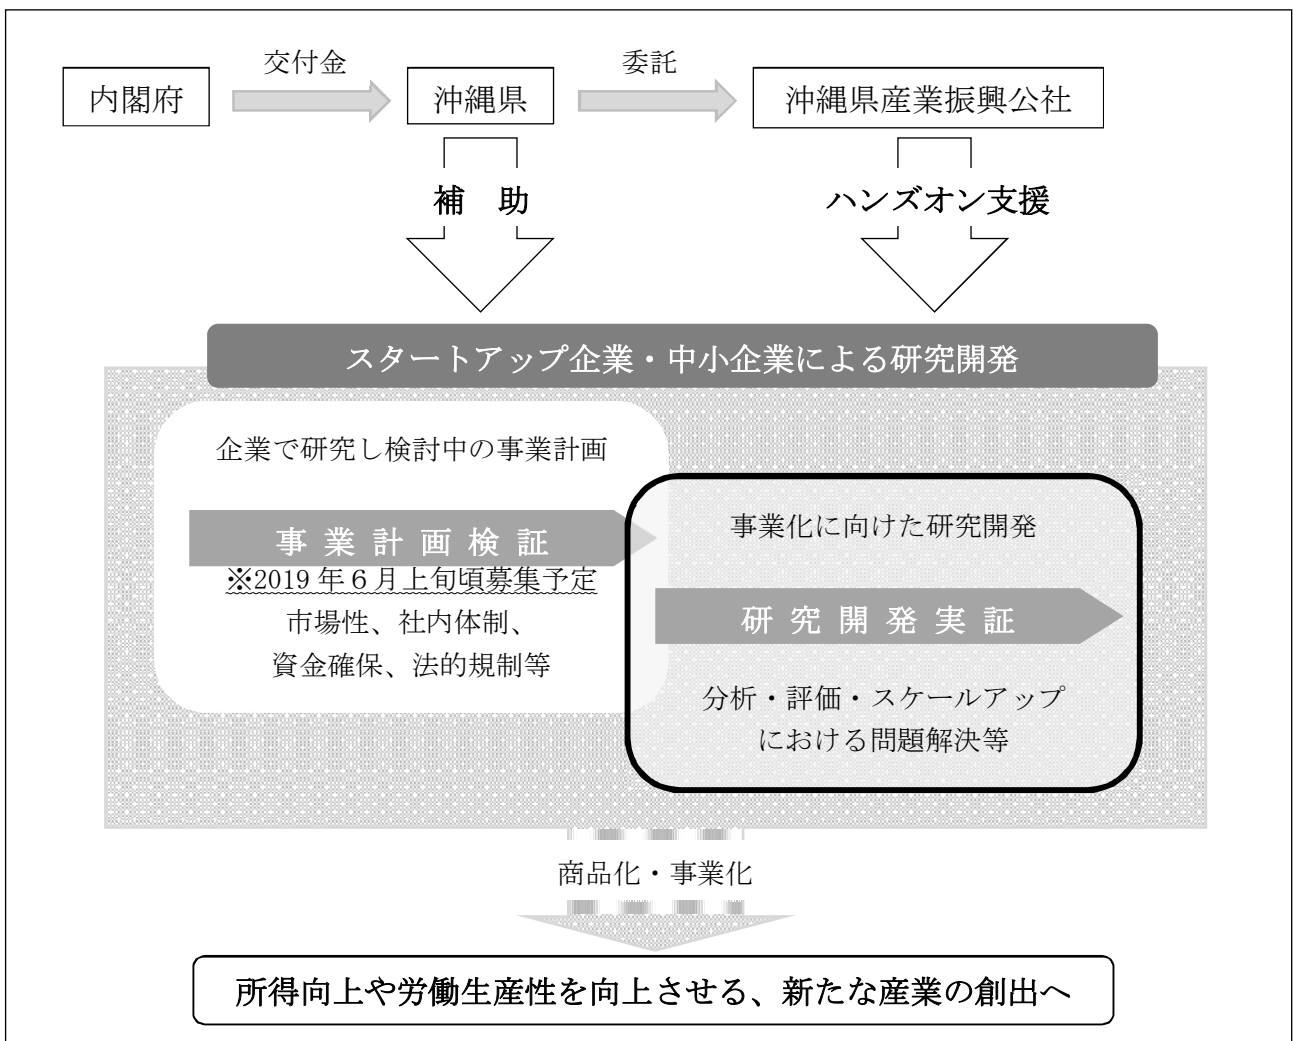 交付金
委託
内閣府
沖縄県
沖縄県産業振興公社
補　助
ハンズオン支援
スタートアップ企業・中小企業による研究開発
企業で研究し検討中の事業計画
事 業 計 画 検 証
※2019 年６月上旬頃募集予定
市場性、社内体制、
資金確保、法的規制等
事業化に向けた研究開発
研 究 開 発 実 証
分析・評価・スケールアップ
における問題解決等
商品化・事業化
所得向上や労働生産性を向上させる、新たな産業の創出へ